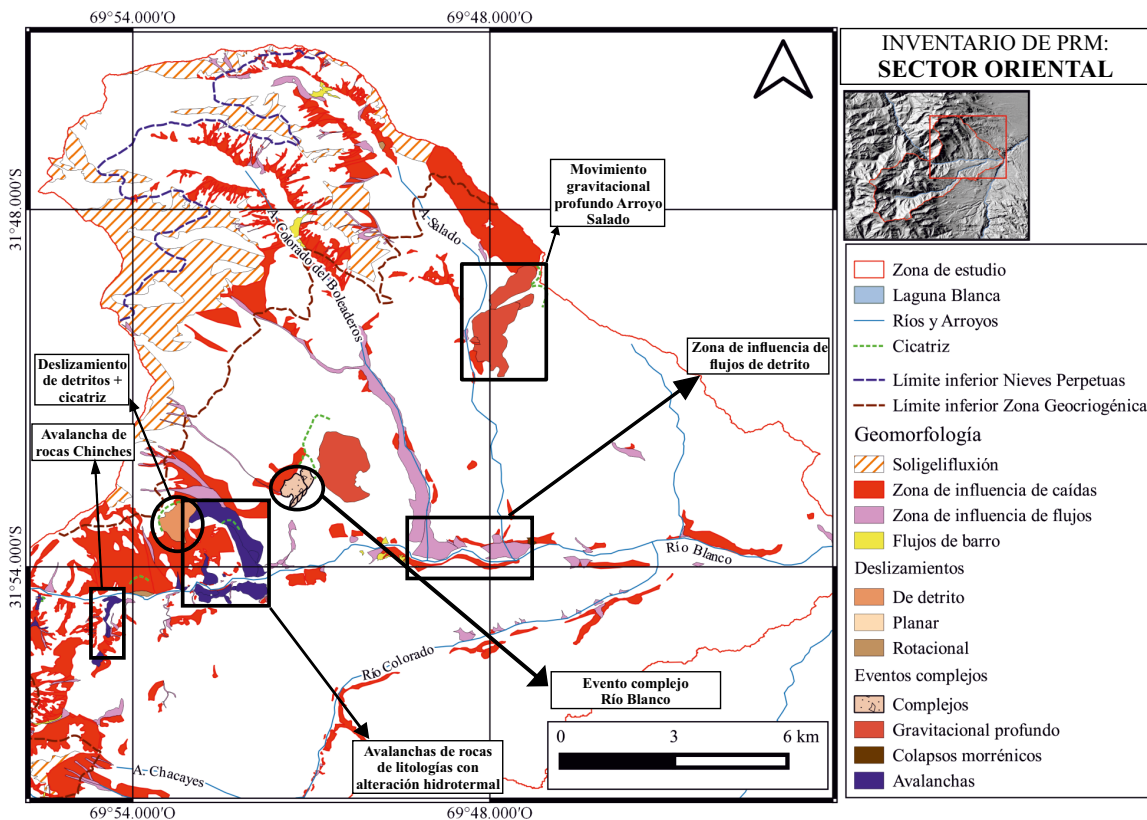 69°54.000′O
69°48.000′O
INVENTARIO DE PRM:
SECTOR ORIENTAL
31°48.000′S
31°54.000′S
Movimiento
gravitacional
profundo Arroyo
Salado
A. Salado
A. Colorado del Boleaderos
Zona de influencia de
flujos de detrito
Deslizamiento
de detritos +
cicatriz
Avalancha de
rocas Chinches
Río Blanco
Río Colorado
A. Chacayes
Evento complejo
Río Blanco
Avalanchas de rocas
de litologías con
alteración hidrotermal
0 3 6 km
69°54.000′O
69°48.000′O
Zona de estudio
Laguna Blanca
Ríos y Arroyos
Cicatriz
Límite inferior Nieves Perpetuas
Límite inferior Zona Geocriogénica
Geomorfología
Soligelifluxión
Zona de influencia de caídas
Zona de influencia de flujos
Flujos de barro
Deslizamientos
De detrito
Planar
Rotacional
Eventos complejos
Complejos
Gravitacional profundo
Colapsos morrénicos
Avalanchas